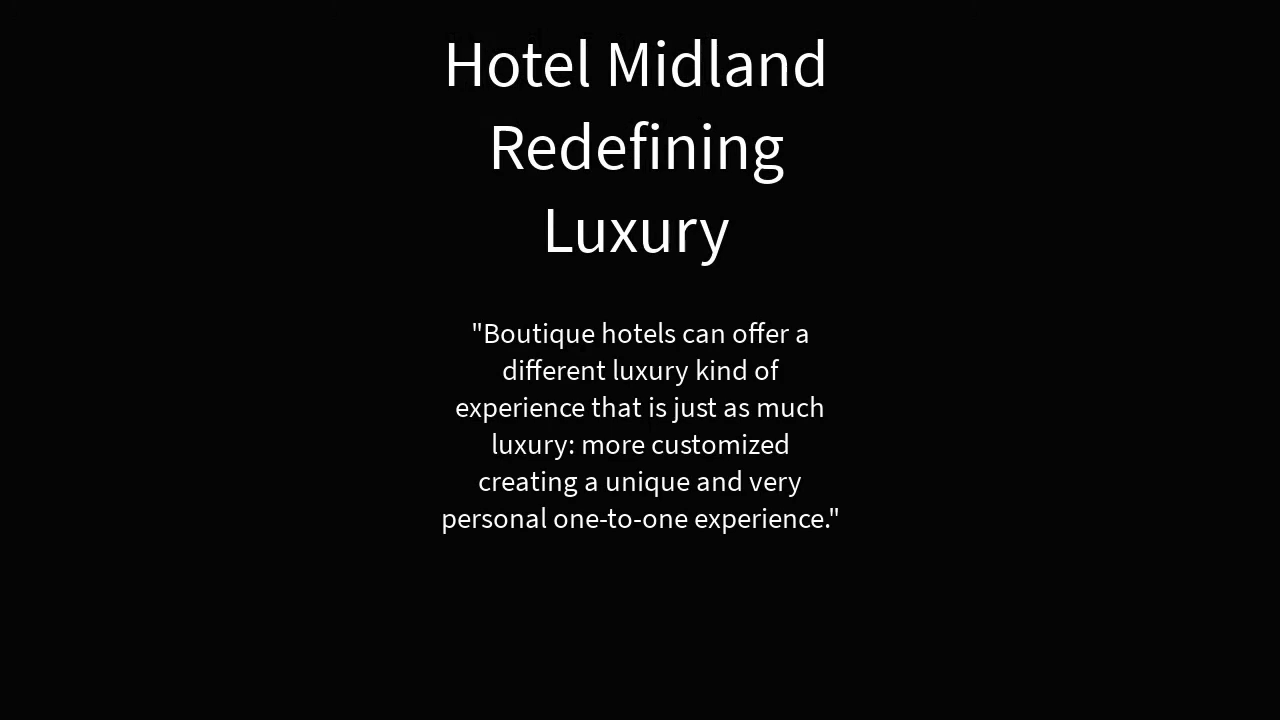 Hotel Midland
Redefining
Luxury
"Boutique hotels can offer a
different luxury kind of
experience that is just as much
luxury: more customized
creating a unique and very
personal one-to-one experience."